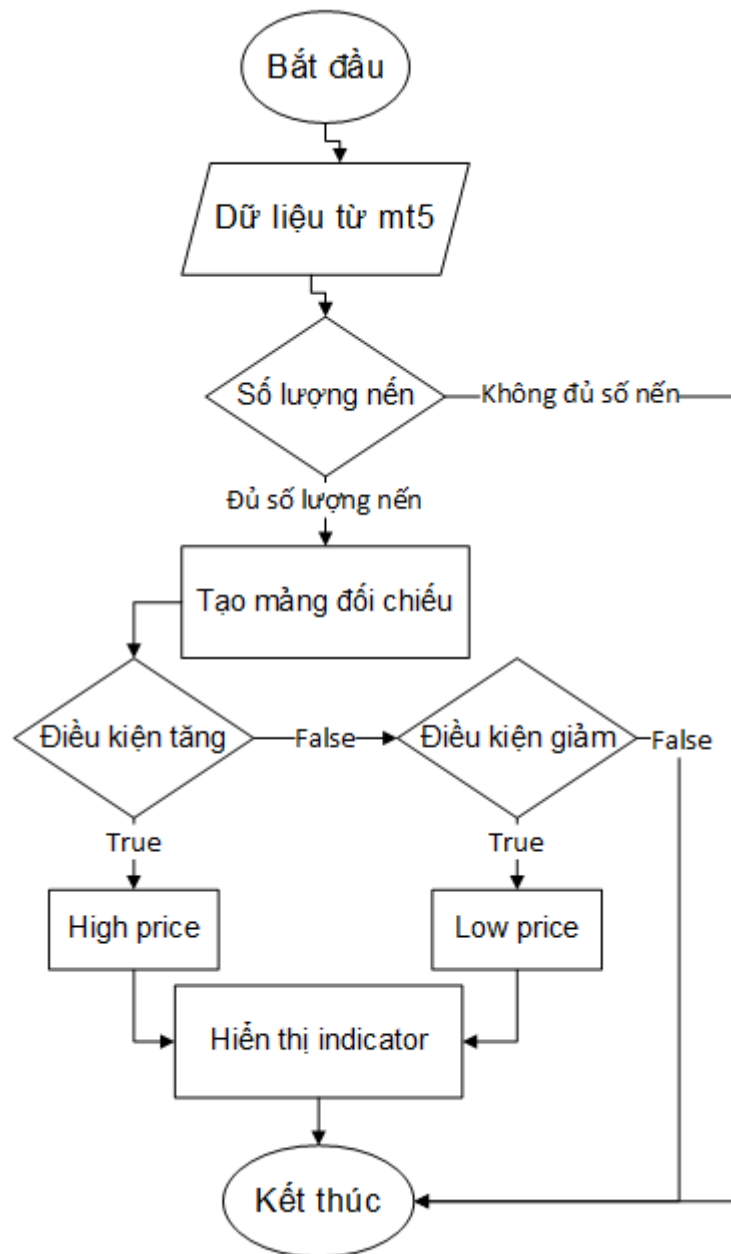 Bắt đầu
Dữ liệu từ mt5
Số lượng nến
Không đủ số nến
Đủ số lượng nến
Tạo mảng đối chiếu
Điều kiện tăng
False
Điều kiện giảm
False
True
True
High price
Low price
Hiển thị indicator
Kết thúc